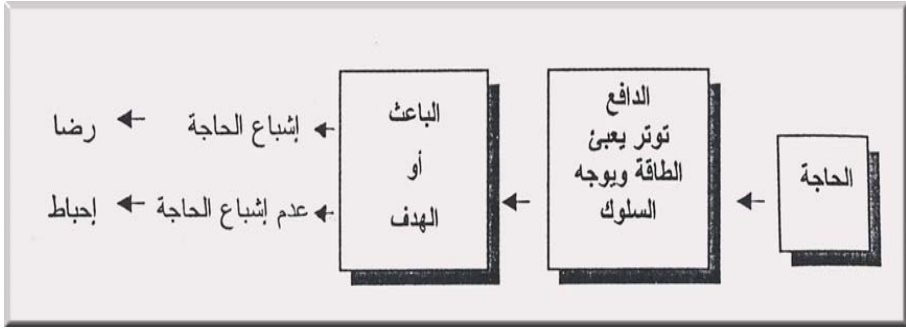 الحاجة
الدافع
توتر يعبئ
الطاقة ويوجه
السلوك
الباعث
أو
الهدف
إشباع الحاجة
رضا
عدم إشباع الحاجة
إحباط